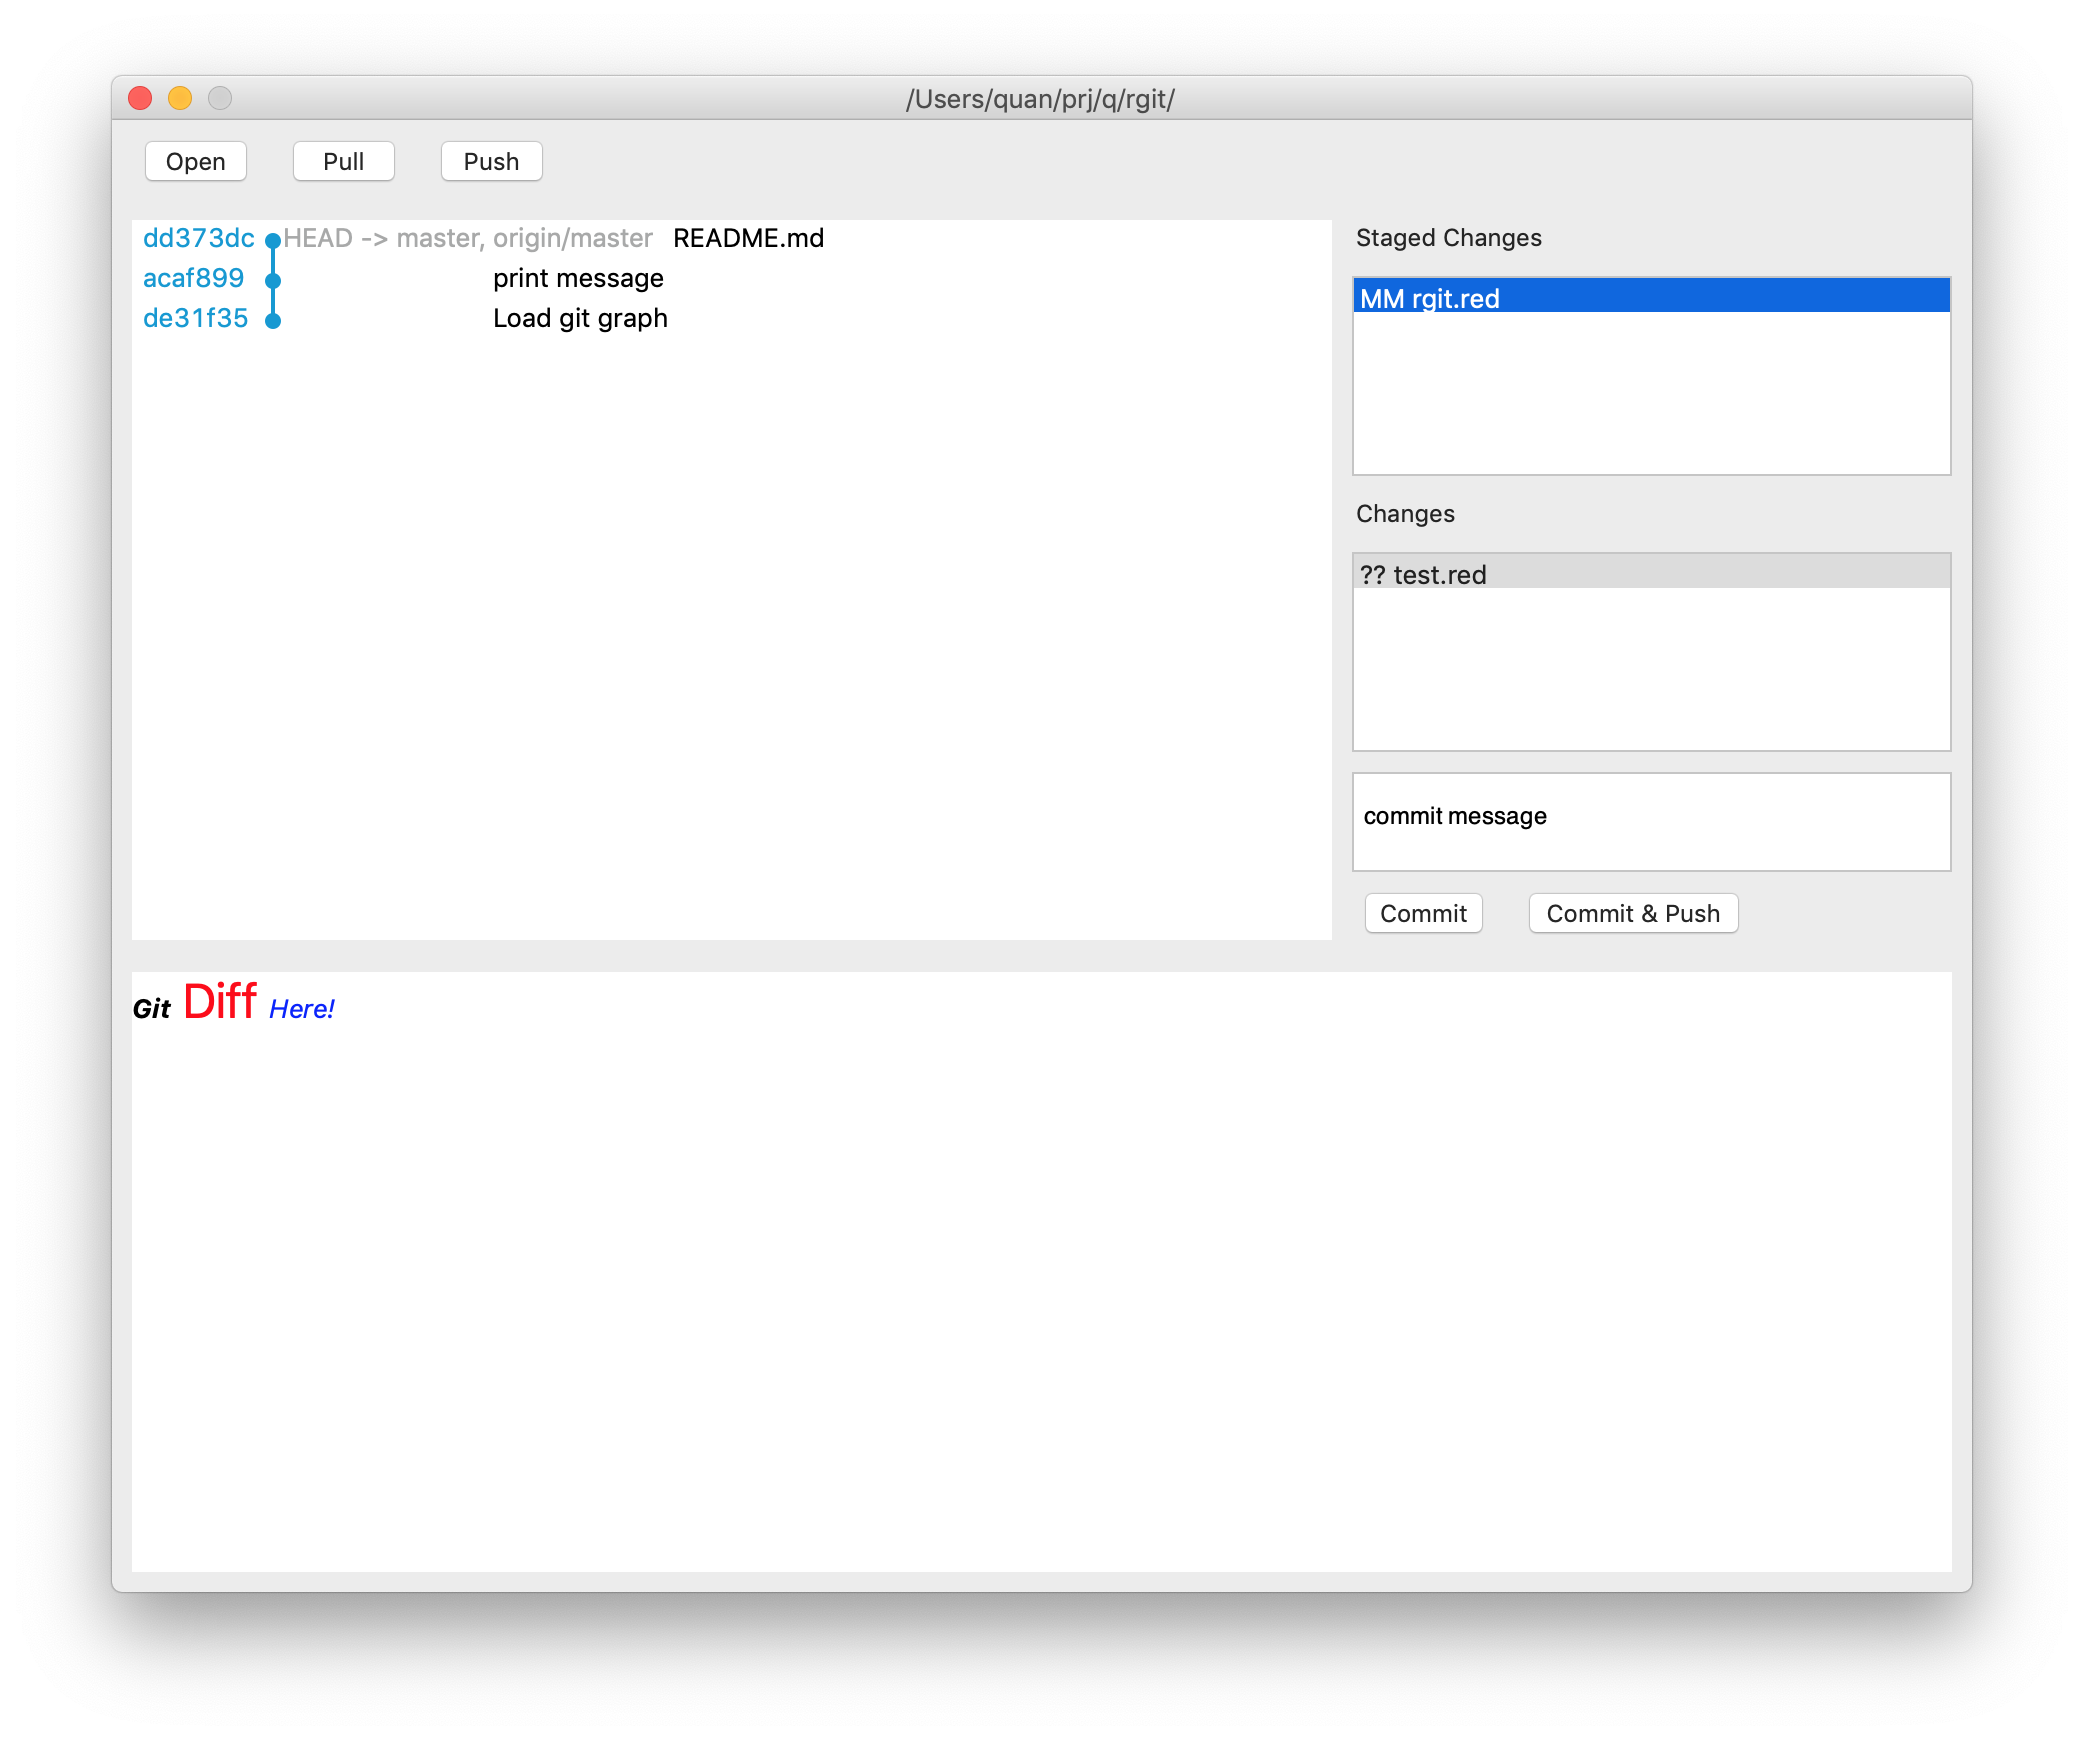 /Users/quan/prj/q/rgit/
Open Pull Push
dd373dc HEAD -> master, origin/master README.md
acaf899 print message
de31f35 Load git graph
Staged Changes
MM rgit.red
Changes
?? test.red
commit message
Commit Commit & Push
Git Diff Here!